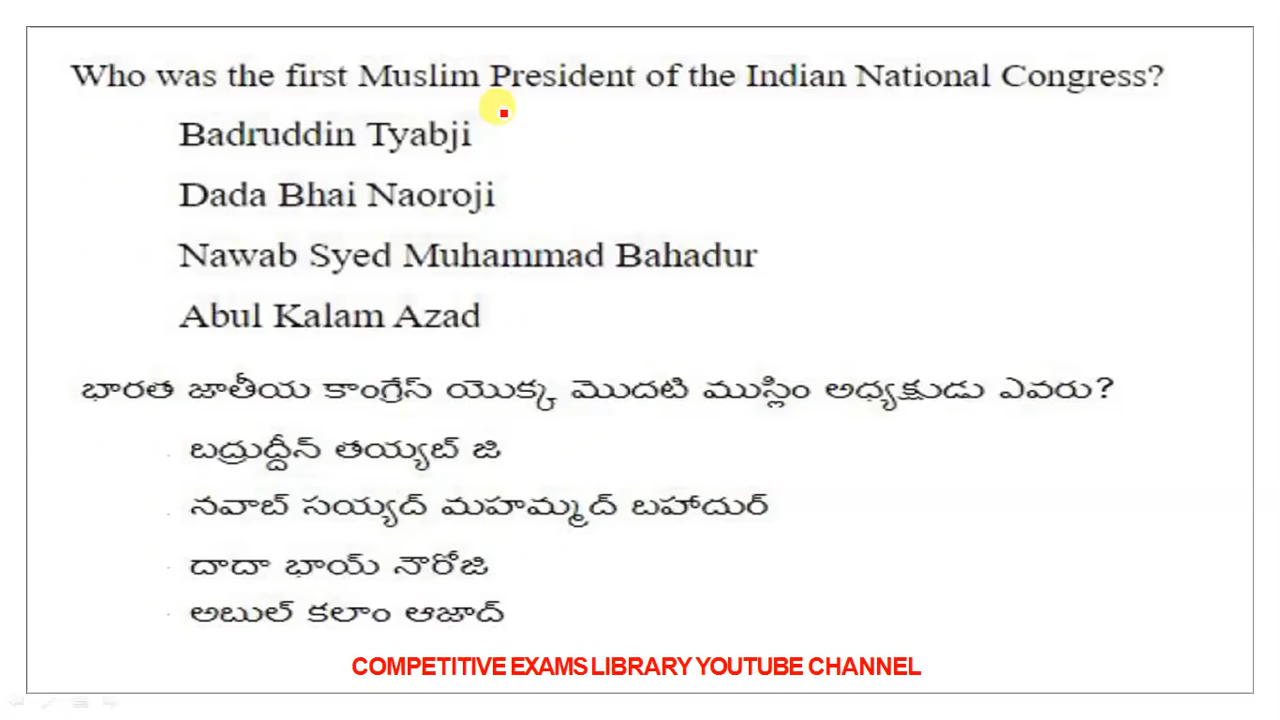 Who was the first Muslim President of the Indian National Congress?
Badruddin Tyabji
Dada Bhai Naoroji
Nawab Syed Muhammad Bahadur
Abul Kalam Azad
భారత జాతీయ కాంగ్రేస్ యొక్క మొదటి ముస్లిం అధ్యక్షుడు ఎవరు?
బద్రుద్దీన్ తయ్యబ్ జి
నవాబ్ సయ్యద్ మహమ్మద్ బహాదుర్
దాదా భాయ్ నౌరోజి
అబుల్ కలాం ఆజాద్
COMPETITIVE EXAMS LIBRARY YOUTUBE CHANNEL